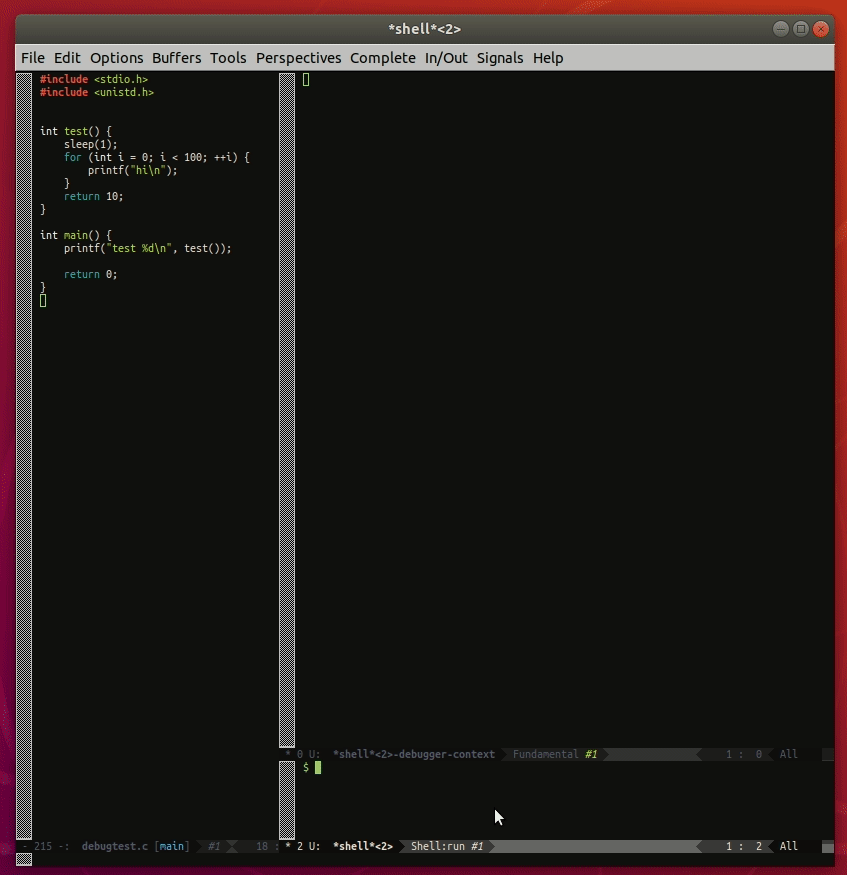 *shell*<2>
File Edit Options Buffers Tools Perspectives Complete In/Out Signals Help
#include <stdio.h>
#include <unistd.h>
int test() {
    sleep(1);
    for (int i = 0; i < 100; ++i) {
        printf("hi\n");
    }
    return 10;
}
int main() {
    printf("test %d\n", test());
    return 0;
}
* 0 U: *shell*<2>-debugger-context Fundamental #1 1 : 0 All
$
- 215 -: debugtest.c [main] #1 18 :
* 2 U: *shell*<2> Shell:run #1 1 : 2 All